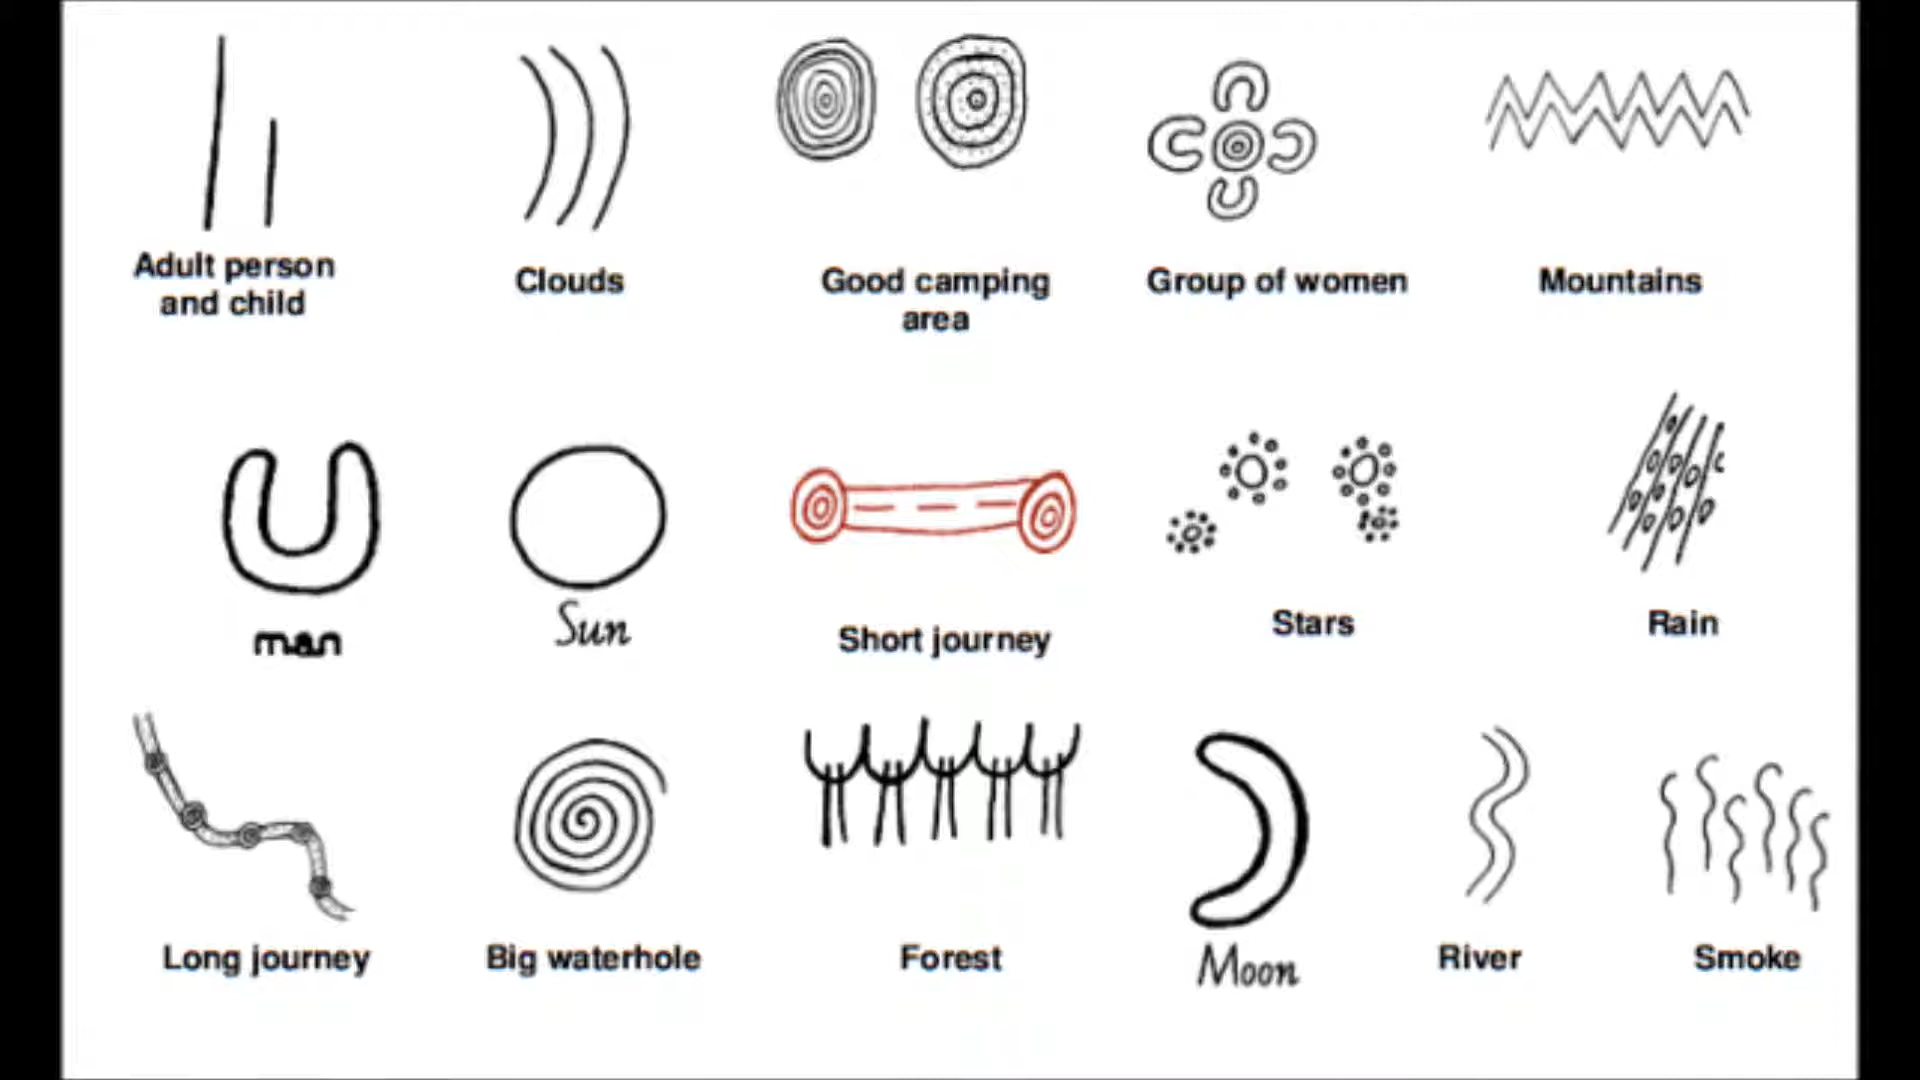 Adult person
and child
Clouds
Good camping
area
Group of women
Mountains
man
Sun
Short journey
Stars
Rain
Long journey
Big waterhole
Forest
Moon
River
Smoke